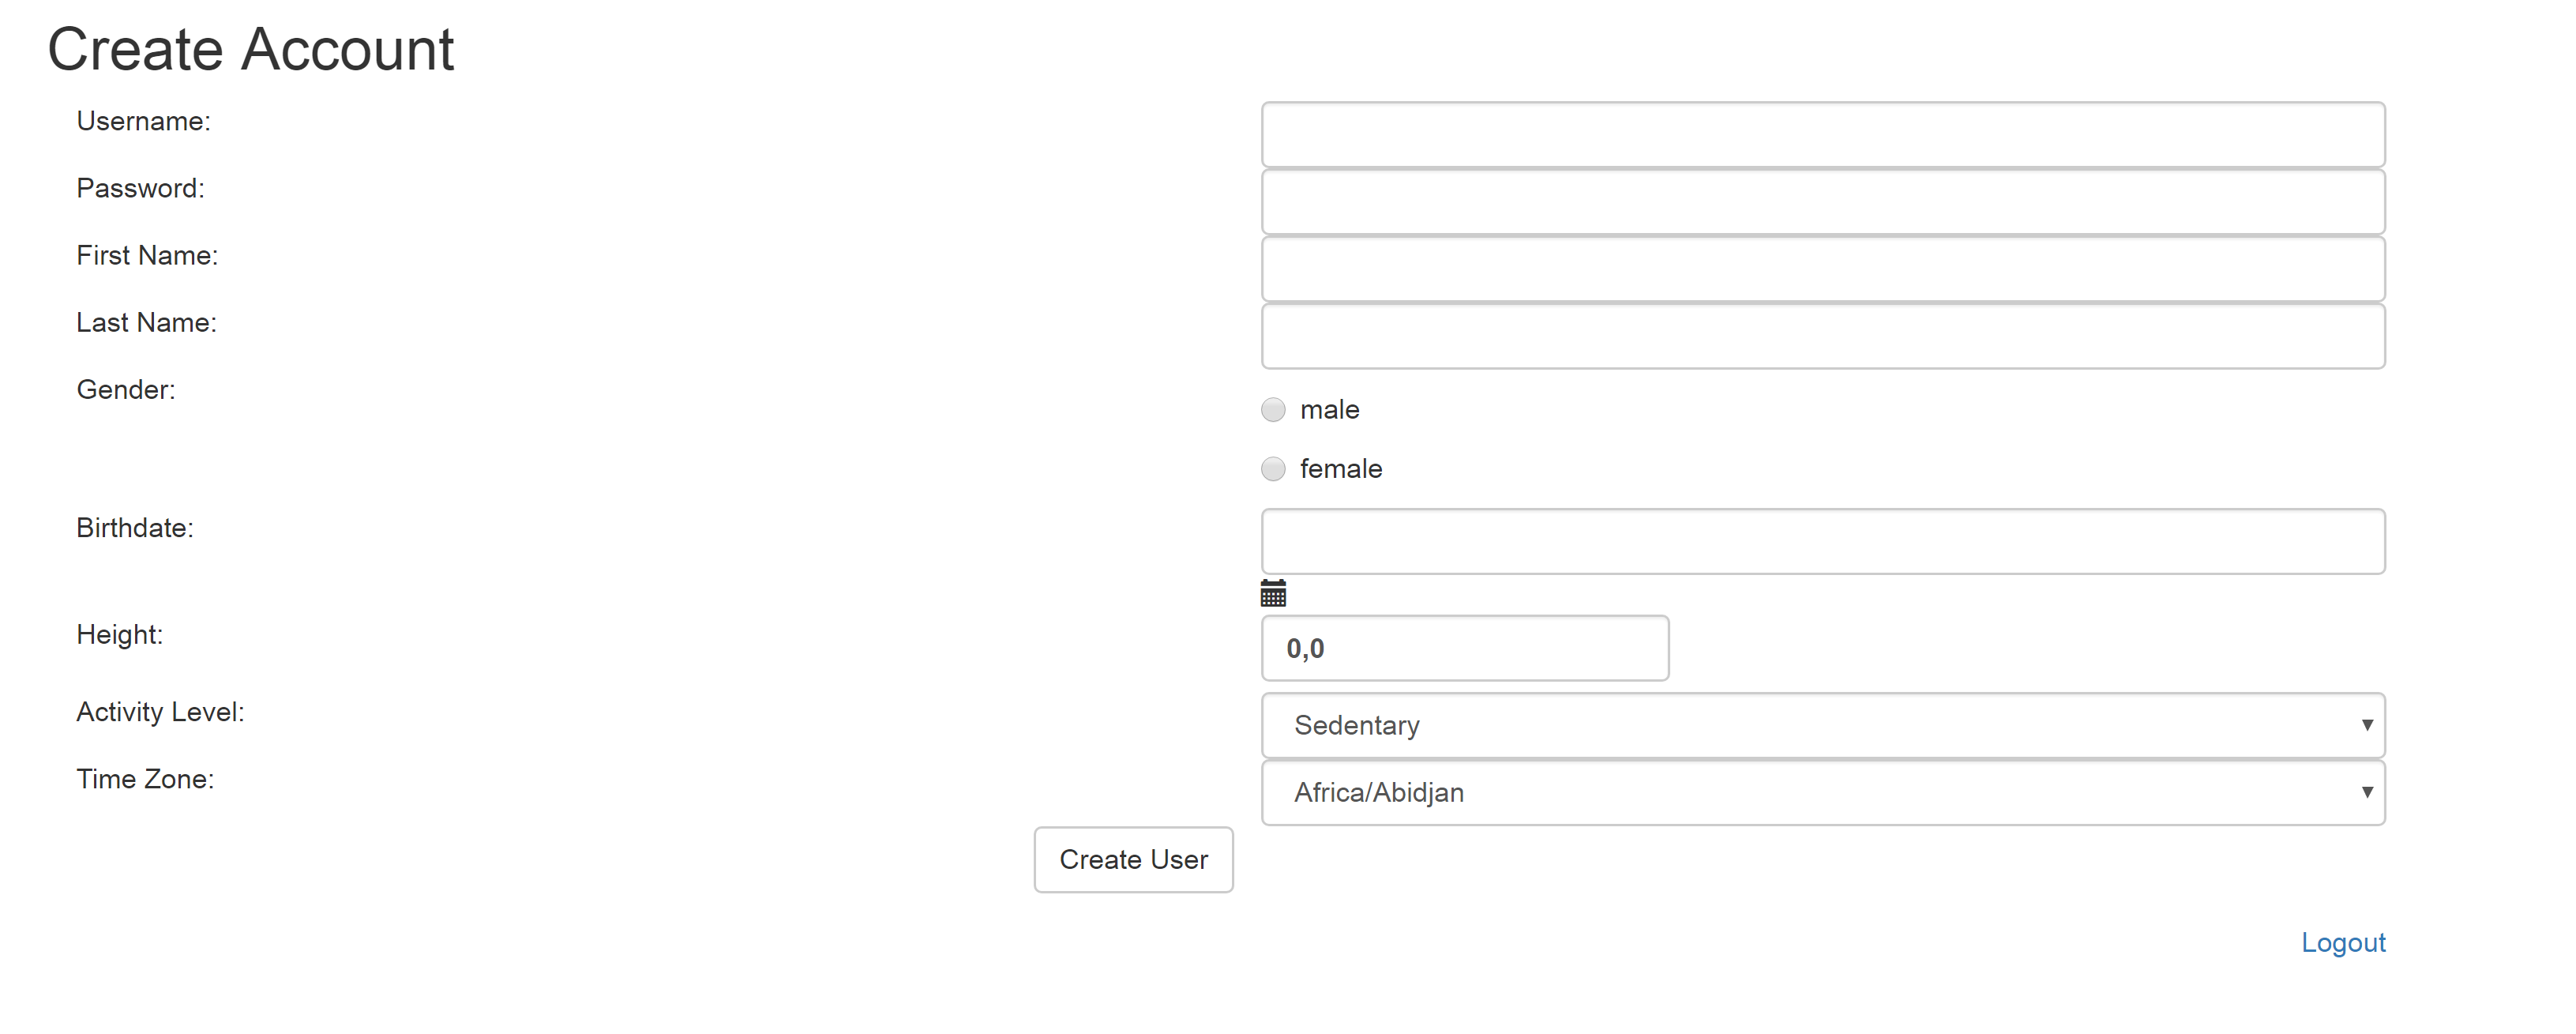 Create Account
Username:
Password:
First Name:
Last Name:
Gender:
male
female
Birthdate:
Height:
0,0
Activity Level:
Sedentary
Time Zone:
Africa/Abidjan
Create User
Logout